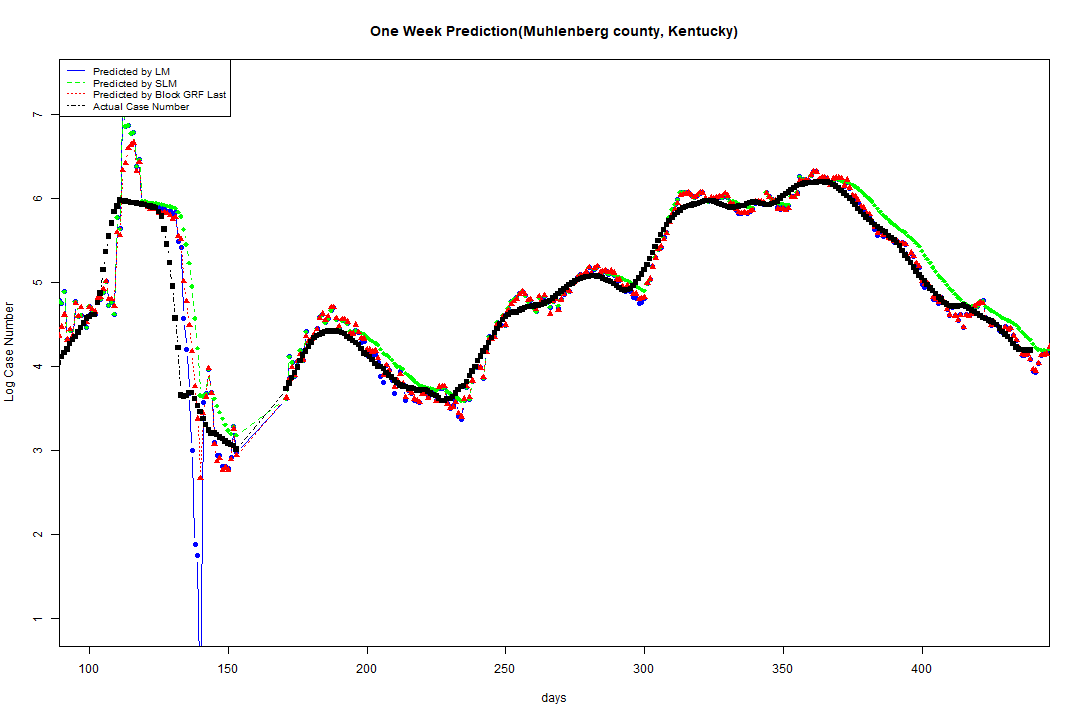 One Week Prediction(Muhlenberg county, Kentucky)
Predicted by LM
Predicted by SLM
Predicted by Block GRF Last
Actual Case Number
7
6
5
4
3
2
1
Log Case Number
100 150 200 250 300 350 400
days